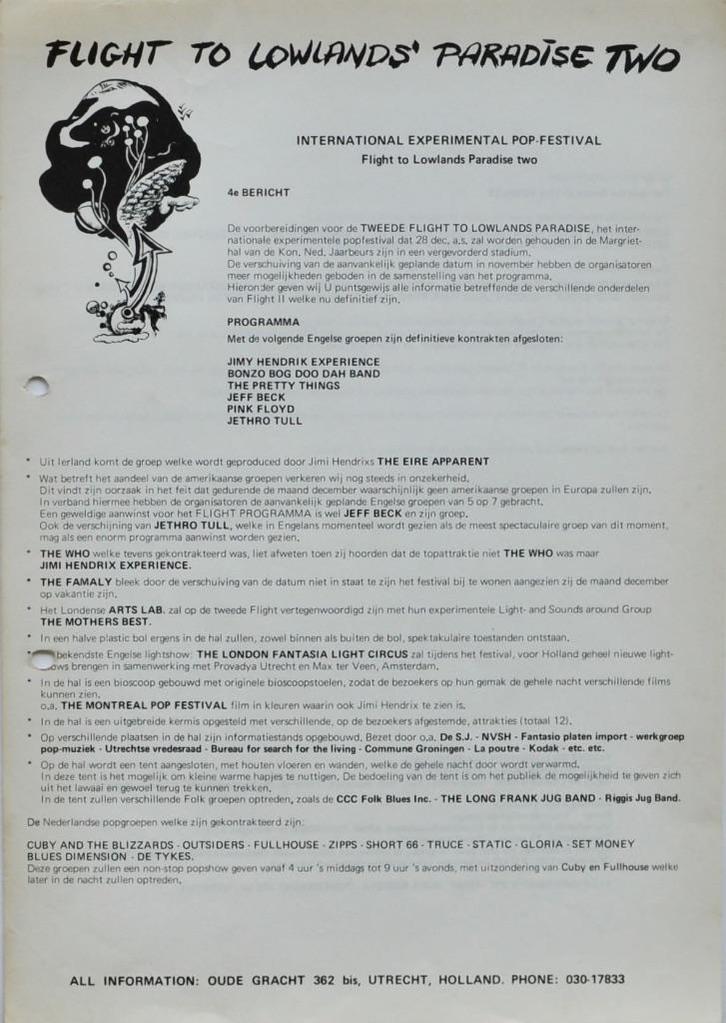 FLIGHT TO LOWLANDS' PARADISE TWO
INTERNATIONAL EXPERIMENTAL POP-FESTIVAL
Flight to Lowlands Paradise two
4e BERICHT
De voorbereidingen voor de TWEEDE FLIGHT TO LOWLANDS PARADISE, het inter-
nationale experimentele popfestival dat 28 dec. a.s. zal worden gehouden in de Margriet-
hal van de Kon. Ned. Jaarbeurs zijn in een vergevorderd stadium.
De verschuiving van de aanvankelijk geplande datum in november hebben de organisatoren
meer mogelijkheden geboden in de samenstelling van het programma.
Hieronder geven wij U puntsgewijs alle informatie betreffende de verschillende onderdelen
van Flight II welke nu definitief zijn.
PROGRAMMA
Met de volgende Engelse groepen zijn definitieve kontrakten afgesloten:
JIMY HENDRIK EXPERIENCE
BONZO BOG DOO DAH BAND
THE PRETTY THINGS
JEFF BECK
PINK FLOYD
JETHRO TULL
* Uit Ierland komt de groep welke wordt geproduced door Jimi Hendrixs THE EIRE APPARENT
* Wat betreft het aandeel van de amerikaanse groepen verkeren wij nog steeds in onzekerheid.
Dit vindt zijn oorzaak in het feit dat gedurende de maand december waarschijnlijk geen amerikaanse groepen in Europa zullen zijn.
In verband hiermee hebben de organisatoren de aanvankelijk geplande Engelse groepen van 5 op 7 gebracht.
Een geweldige aanwinst voor het FLIGHT PROGRAMMA is wel JEFF BECK en zijn groep.
Ook de verschijning van JETHRO TULL, welke in Engelans momenteel wordt gezien als de meest spectaculaire groep van dit moment,
mag als een enorm programma aanwinst worden gezien.
* THE WHO welke tevens gekontrakteerd was, liet afweten toen zij hoorden dat de topattraktie niet THE WHO was maar
JIMI HENDRIX EXPERIENCE.
* THE FAMALY bleek door de verschuiving van de datum niet in staat te zijn het festival bij te wonen aangezien zij de maand december
op vakantie zijn.
* Het Londense ARTS LAB. zal op de tweede Flight vertegenwoordigd zijn met hun experimentele Light- and Sounds around Group
THE MOTHERS BEST.
* In een halve plastic bol ergens in de hal zullen, zowel binnen als buiten de bol, spektakulaire toestanden ontstaan.
bekendste Engelse lightshow: THE LONDON FANTASIA LIGHT CIRCUS zal tijdens het festival, voor Holland geheel nieuwe light-
ows brengen in samenwerking met Provadya Utrecht en Max ter Veen, Amsterdam.
* In de hal is een bioscoop gebouwd met originele bioscoopstoelen, zodat de bezoekers op hun gemak de gehele nacht verschillende films
kunnen zien.
o.a. THE MONTREAL POP FESTIVAL film in kleuren waarin ook Jimi Hendrix te zien is.
* In de hal is een uitgebreide kermis opgesteld met verschillende, op de bezoekers afgestemde, attrakties (totaal 12).
* Op verschillende plaatsen in de hal zijn informatiestands opgebouwd. Bezet door o.a. De S.J. - NVSH - Fantasio platen import - werkgroep
pop-muziek - Utrechtse vredesraad - Bureau for search for the living - Commune Groningen - La poutre - Kodak - etc. etc.
* Op de hal wordt een tent aangesloten, met houten vloeren en wanden, welke de gehele nacht door wordt verwarmd.
In deze tent is het mogelijk om kleine warme hapjes te nuttigen. De bedoeling van de tent is om het publiek de mogelijkheid te geven zich
uit het lawaai en gewoel terug te kunnen trekken.
In de tent zullen verschillende Folk groepen optreden, zoals de CCC Folk Blues Inc. - THE LONG FRANK JUG BAND - Riggis Jug Band.
De Nederlandse popgroepen welke zijn gekontrakteerd zijn:
CUBY AND THE BLIZZARDS - OUTSIDERS - FULLHOUSE - ZIPPS - SHORT 66 - TRUCE - STATIC - GLORIA - SET MONEY
BLUES DIMENSION - DE TYKES.
Deze groepen zullen een non-stop popshow geven vanaf 4 uur 's middags tot 9 uur 's avonds, met uitzondering van Cuby en Fullhouse welke
later in de nacht zullen optreden.
ALL INFORMATION: OUDE GRACHT 362 bis, UTRECHT, HOLLAND. PHONE: 030-17833